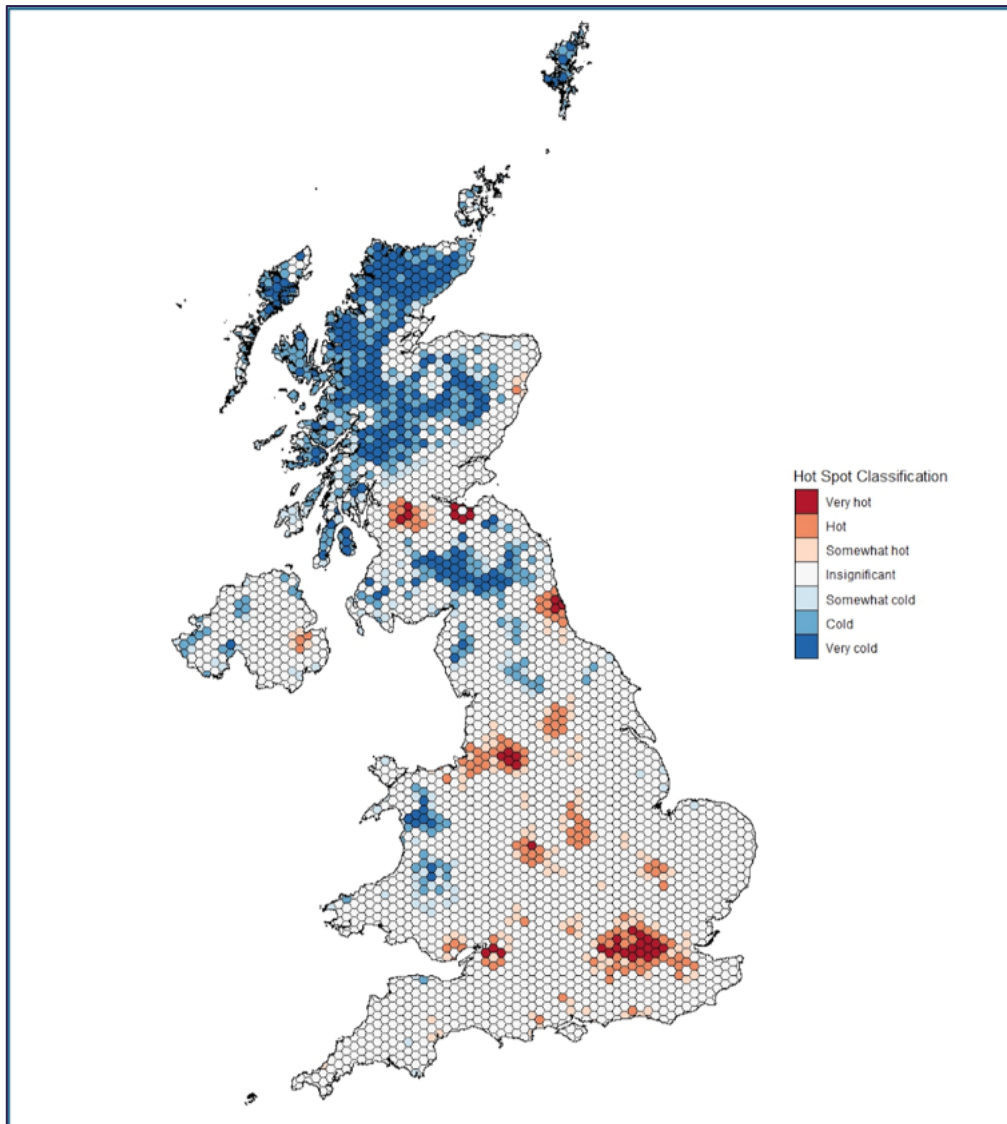 Hot Spot Classification
Very hot
Hot
Somewhat hot
Insignificant
Somewhat cold
Cold
Very cold